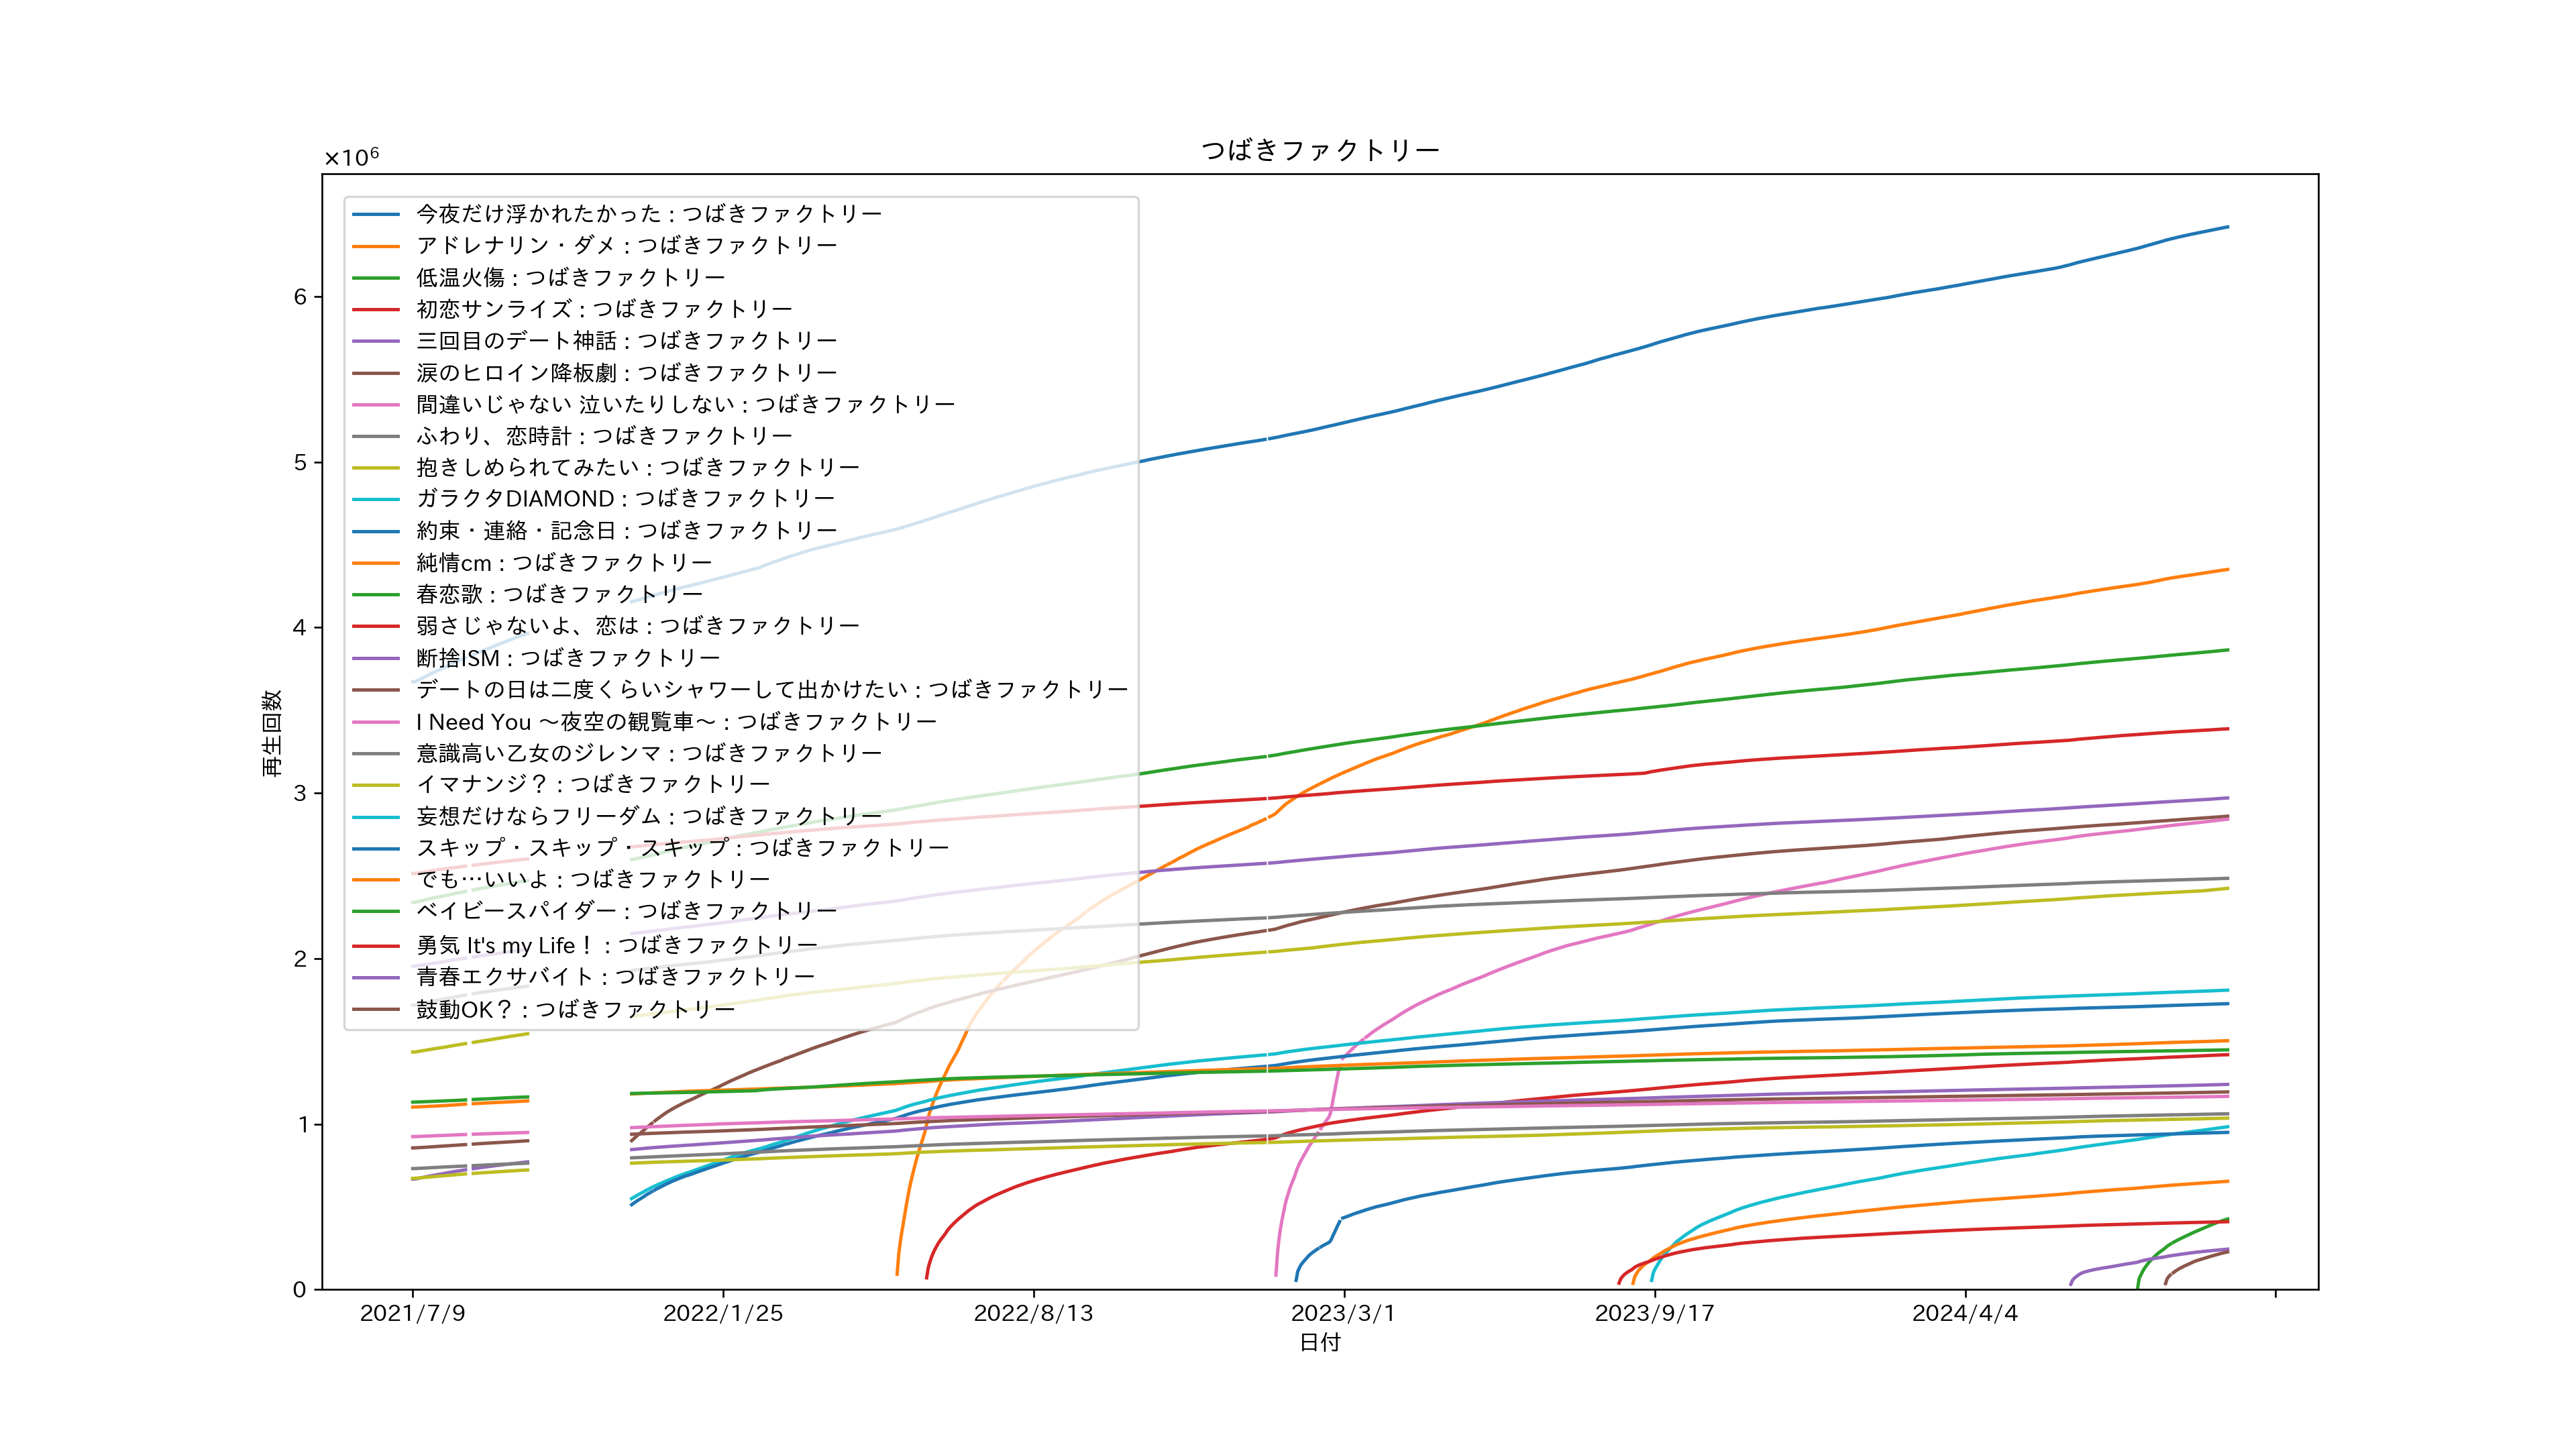 つばきファクトリー
×10⁶
今夜だけ浮かれたかった : つばきファクトリー
アドレナリン・ダメ : つばきファクトリー
低温火傷 : つばきファクトリー
初恋サンライズ : つばきファクトリー
三回目のデート神話 : つばきファクトリー
涙のヒロイン降板劇 : つばきファクトリー
間違いじゃない 泣いたりしない : つばきファクトリー
ふわり、恋時計 : つばきファクトリー
抱きしめられてみたい : つばきファクトリー
ガラクタDIAMOND : つばきファクトリー
約束・連絡・記念日 : つばきファクトリー
純情cm : つばきファクトリー
春恋歌 : つばきファクトリー
弱さじゃないよ、恋は : つばきファクトリー
断捨ISM : つばきファクトリー
デートの日は二度くらいシャワーして出かけたい : つばきファクトリー
I Need You 〜夜空の観覧車〜 : つばきファクトリー
意識高い乙女のジレンマ : つばきファクトリー
イマナンジ？ : つばきファクトリー
妄想だけならフリーダム : つばきファクトリー
スキップ・スキップ・スキップ : つばきファクトリー
でも…いいよ : つばきファクトリー
ベイビースパイダー : つばきファクトリー
勇気 It's my Life！ : つばきファクトリー
青春エクサバイト : つばきファクトリー
鼓動OK？ : つばきファクトリー
6
5
4
3
2
1
0
再生回数
2021/7/9
2022/1/25
2022/8/13
2023/3/1
2023/9/17
2024/4/4
日付